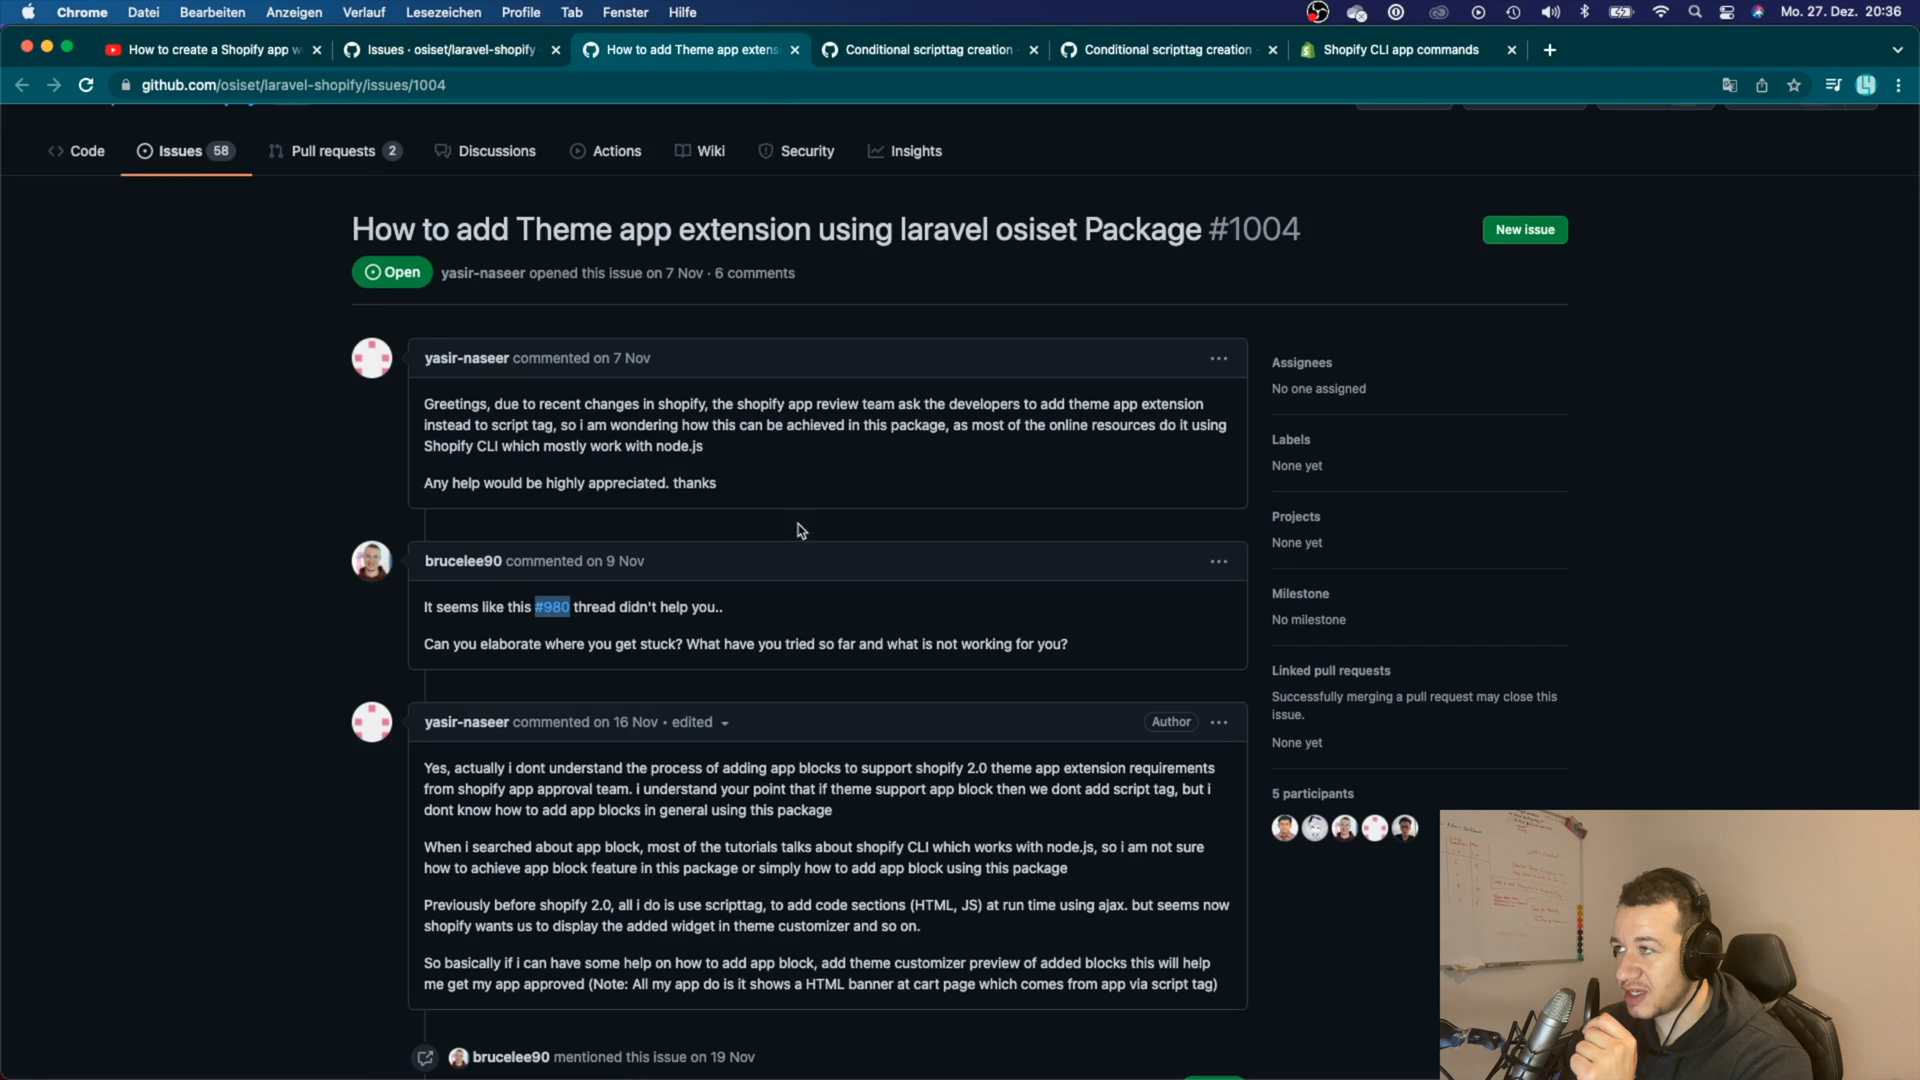 Chrome Datei Bearbeiten Anzeigen Verlauf Lesezeichen Profile Tab Fenster Hilfe Mo. 27. Dez. 20:36
How to create a Shopify app w Issues · osiset/laravel-shopify How to add Theme app extens Conditional scripttag creation Conditional scripttag creation Shopify CLI app commands
github.com/osiset/laravel-shopify/issues/1004
Code Issues 58 Pull requests 2 Discussions Actions Wiki Security Insights
How to add Theme app extension using laravel osiset Package #1004
New issue
Open yasir-naseer opened this issue on 7 Nov · 6 comments
yasir-naseer commented on 7 Nov
Greetings, due to recent changes in shopify, the shopify app review team ask the developers to add theme app extension
instead to script tag, so i am wondering how this can be achieved in this package, as most of the online resources do it using
Shopify CLI which mostly work with node.js
Any help would be highly appreciated. thanks
brucelee90 commented on 9 Nov
It seems like this #980 thread didn't help you..
Can you elaborate where you get stuck? What have you tried so far and what is not working for you?
yasir-naseer commented on 16 Nov • edited Author
Yes, actually i dont understand the process of adding app blocks to support shopify 2.0 theme app extension requirements
from shopify app approval team. i understand your point that if theme support app block then we dont add script tag, but i
dont know how to add app blocks in general using this package
When i searched about app block, most of the tutorials talks about shopify CLI which works with node.js, so i am not sure
how to achieve app block feature in this package or simply how to add app block using this package
Previously before shopify 2.0, all i do is use scripttag, to add code sections (HTML, JS) at run time using ajax. but seems now
shopify wants us to display the added widget in theme customizer and so on.
So basically if i can have some help on how to add app block, add theme customizer preview of added blocks this will help
me get my app approved (Note: All my app do is it shows a HTML banner at cart page which comes from app via script tag)
brucelee90 mentioned this issue on 19 Nov
Assignees
No one assigned
Labels
None yet
Projects
None yet
Milestone
No milestone
Linked pull requests
Successfully merging a pull request may close this
issue.
None yet
5 participants